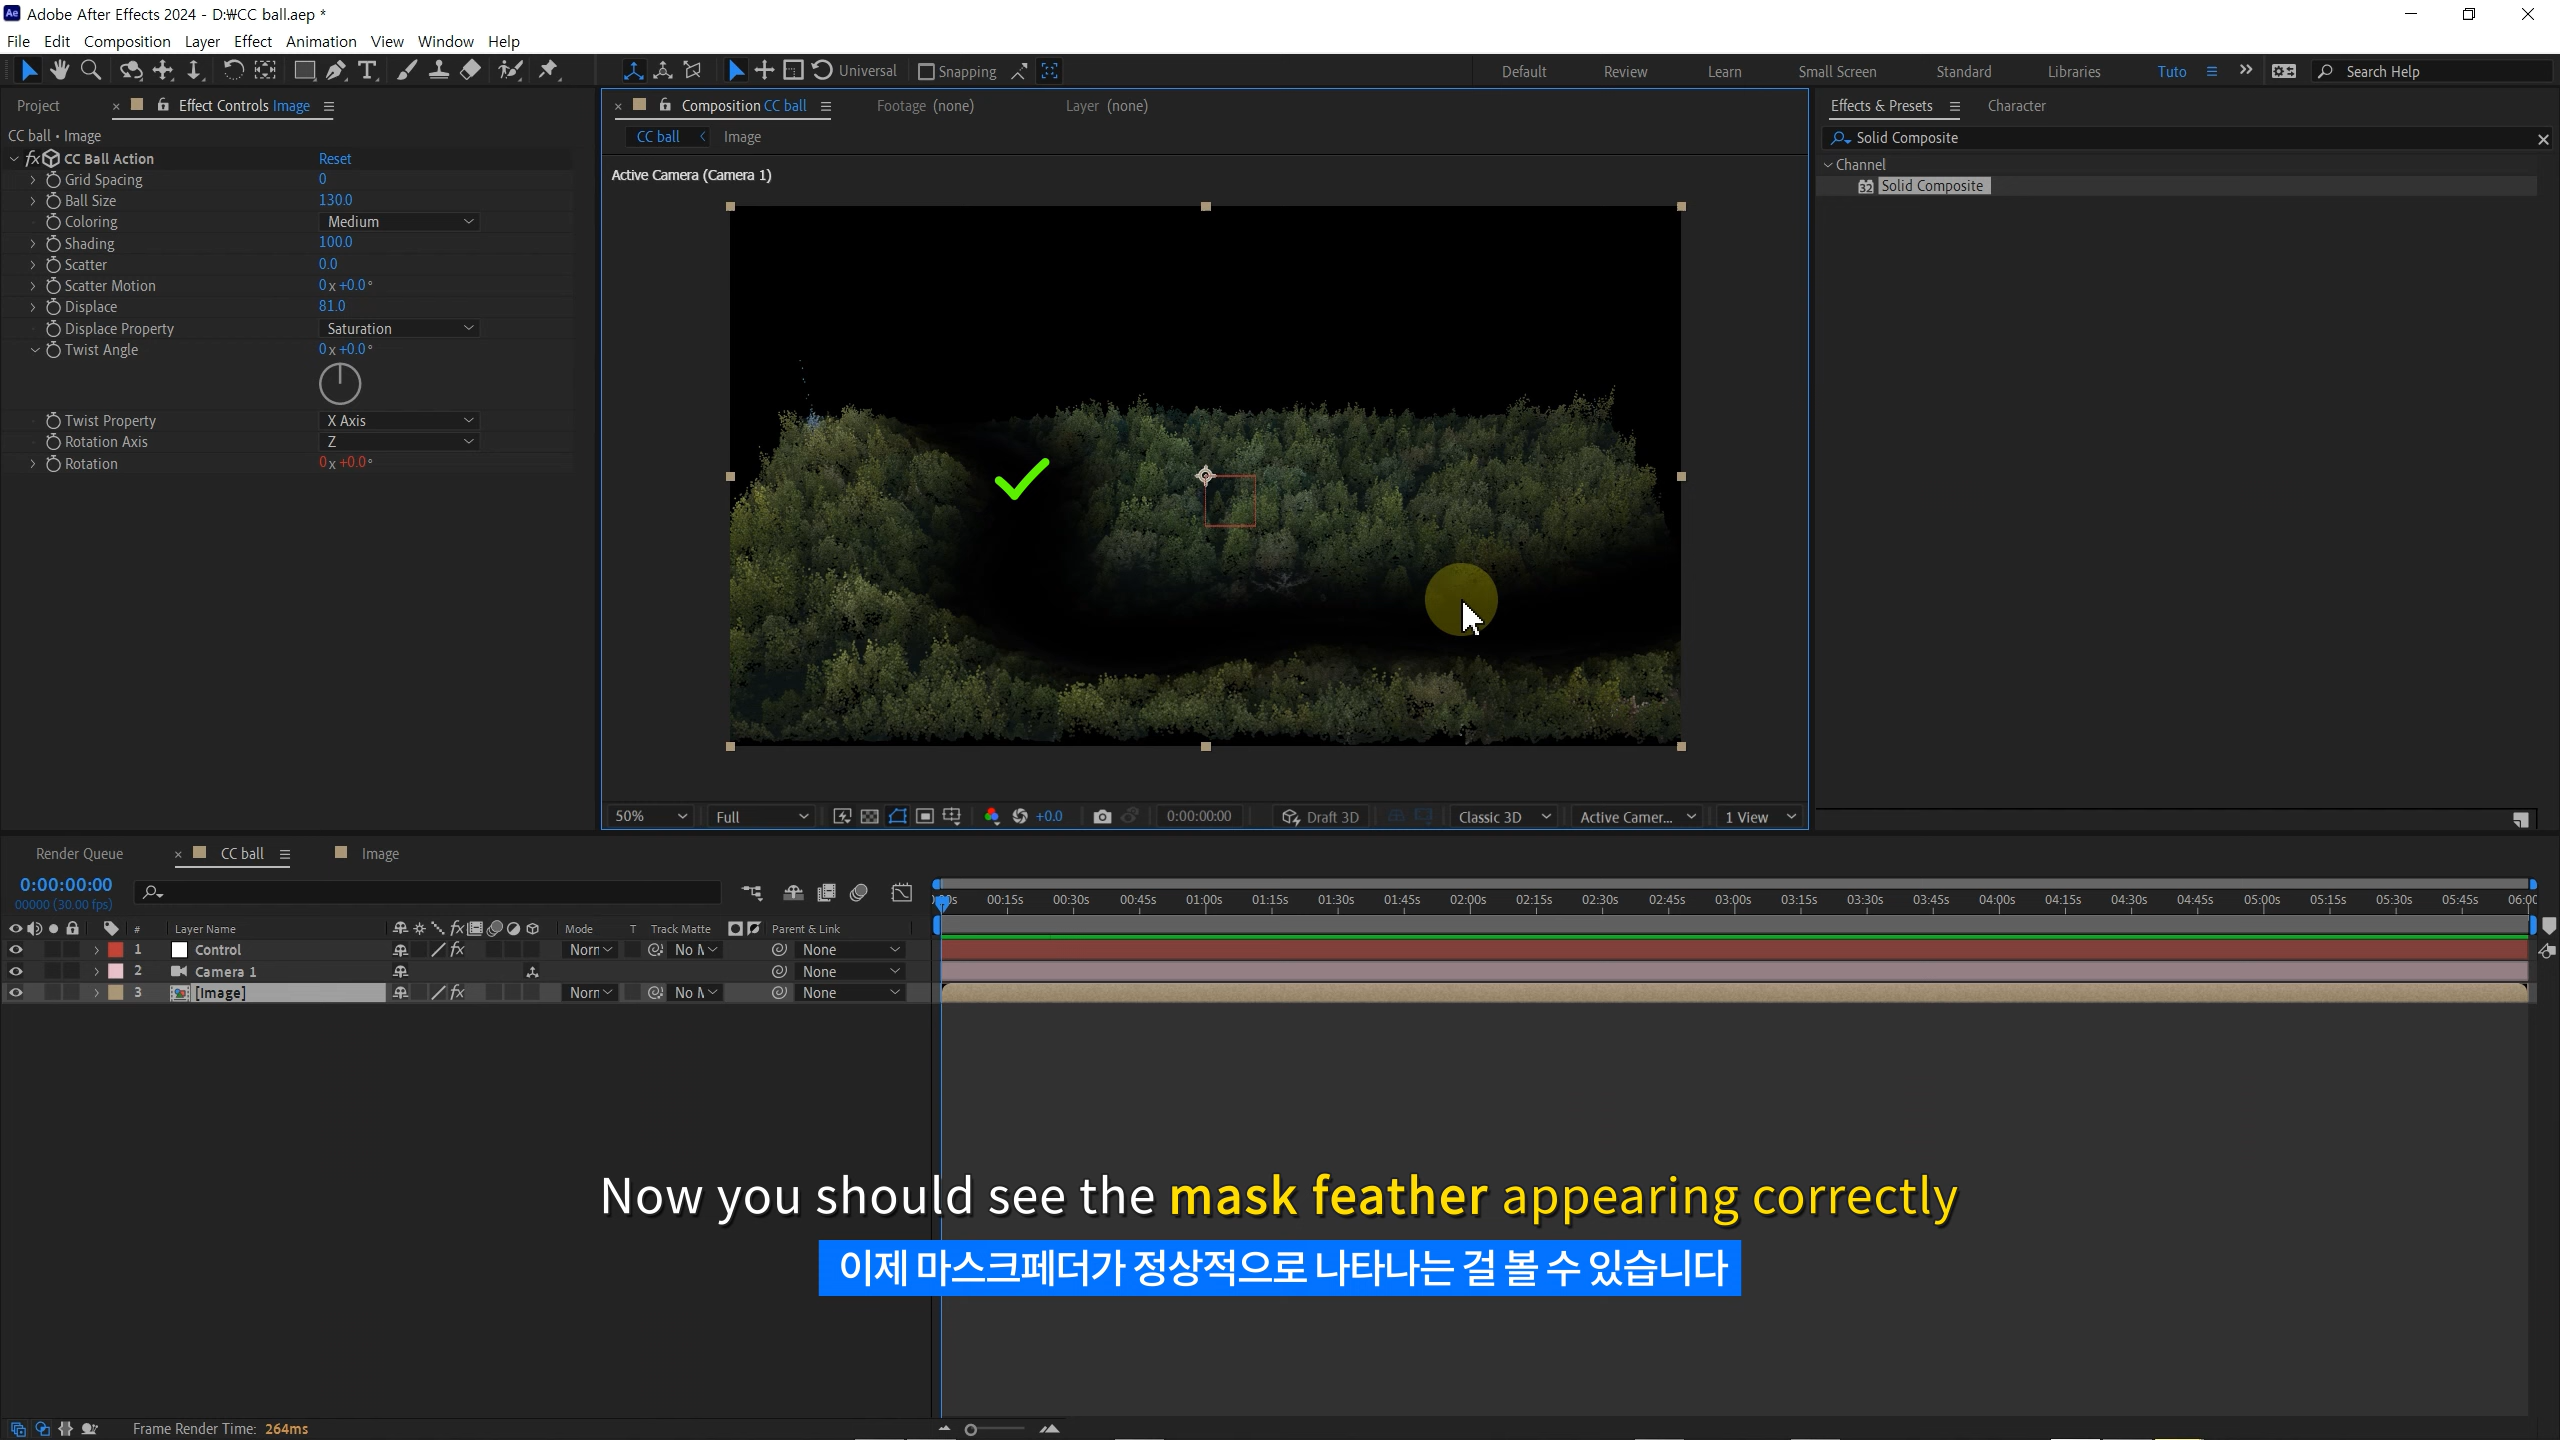 Adobe After Effects 2024 - D:₩CC ball.aep *
File Edit Composition Layer Effect Animation View Window Help
Universal Snapping Default Review Learn Small Screen Standard Libraries Tuto Search Help
Project Effect Controls Image
CC ball • Image
fx CC Ball Action Reset
Grid Spacing 0
Ball Size 130.0
Coloring Medium
Shading 100.0
Scatter 0.0
Scatter Motion 0x+0.0°
Displace 81.0
Displace Property Saturation
Twist Angle 0x+0.0°
Twist Property X Axis
Rotation Axis Z
Rotation 0x+0.0°
Composition CC ball Footage (none) Layer (none)
CC ball Image
Active Camera (Camera 1)
50% Full +0.0 0:00:00:00 Draft 3D Classic 3D Active Camer... 1 View
Effects & Presets Character
Solid Composite
Channel
32 Solid Composite
Render Queue CC ball Image
0:00:00:00
00000 (30.00 fps)
00:15s 00:30s 00:45s 01:00s 01:15s 01:30s 01:45s 02:00s 02:15s 02:30s 02:45s 03:00s 03:15s 03:30s 03:45s 04:00s 04:15s 04:30s 04:45s 05:00s 05:15s 05:30s 05:45s 06:00
# Layer Name fx Mode T Track Matte Parent & Link
1 Control fx Norn No M None
2 Camera 1 None
3 [Image] fx Norn No M None
Now you should see the mask feather appearing correctly
이제 마스크페더가 정상적으로 나타나는 걸 볼 수 있습니다
Frame Render Time: 264ms